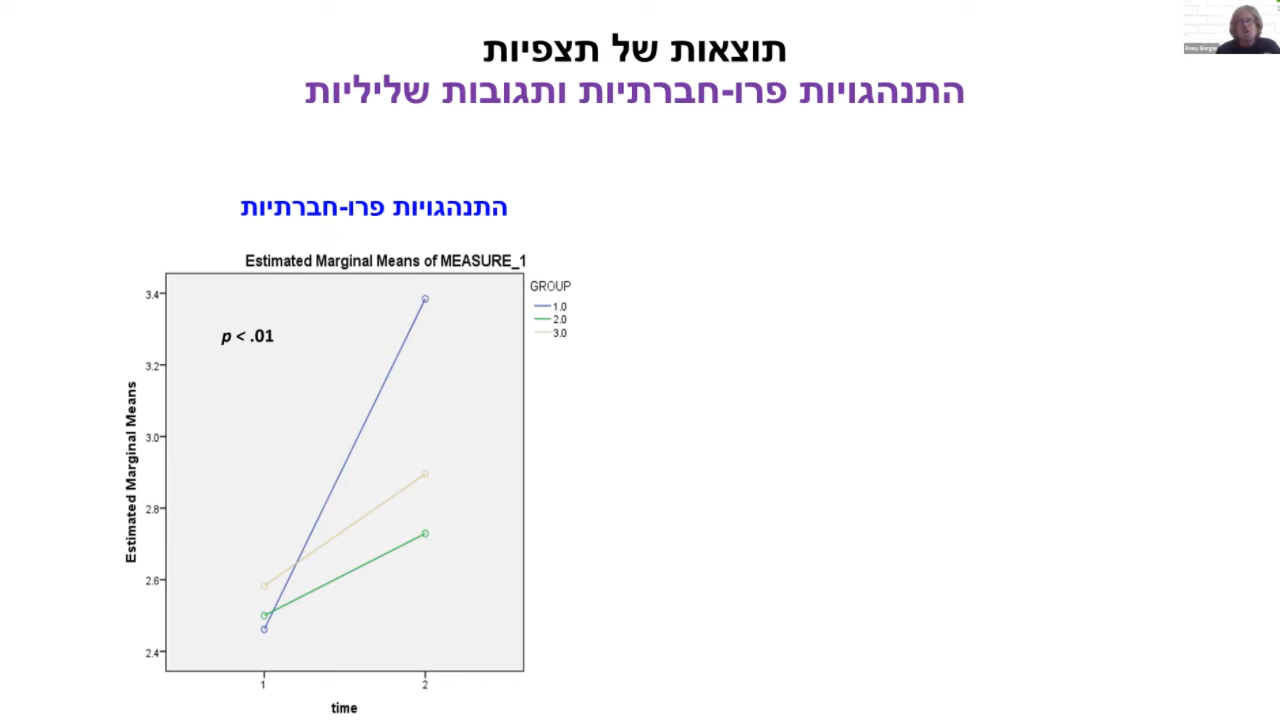 תוצאות של תצפיות
התנהגויות פרו-חברתיות ותגובות שליליות
התנהגויות פרו-חברתיות
Estimated Marginal Means of MEASURE_1
GROUP
1.0
2.0
3.0
p < .01
Estimated Marginal Means
3.4
3.2
3.0
2.8
2.6
2.4
1
2
time